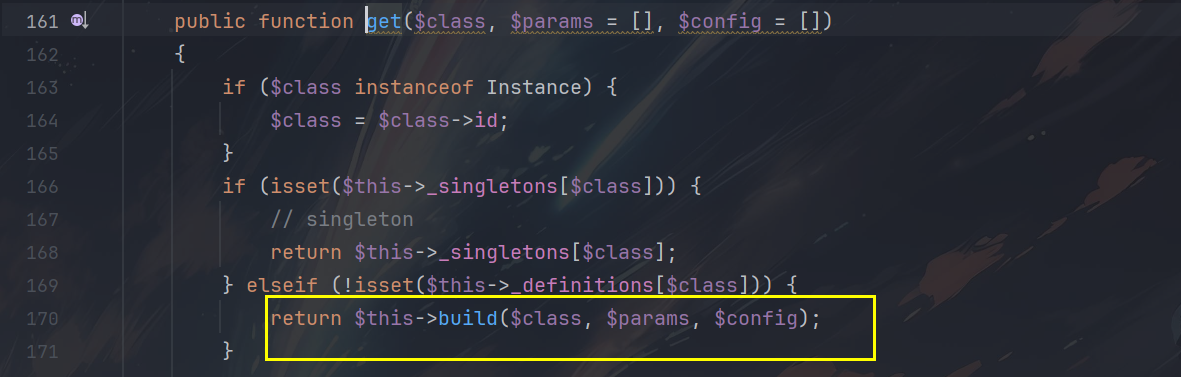 161 public function get($class, $params = [], $config = [])
162 {
163 if ($class instanceof Instance) {
164 $class = $class->id;
165 }
166 if (isset($this->_singletons[$class])) {
167 // singleton
168 return $this->_singletons[$class];
169 } elseif (!isset($this->_definitions[$class])) {
170 return $this->build($class, $params, $config);
171 }